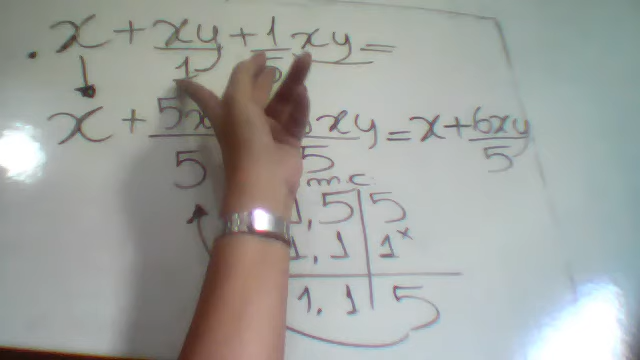 . x + xy/1 + 1/5 xy =
x + 5x/5 xy/5 = x + 6xy/5
m.c.
1, 5 | 5
1, 1 | 1 x
1, 1 | 5